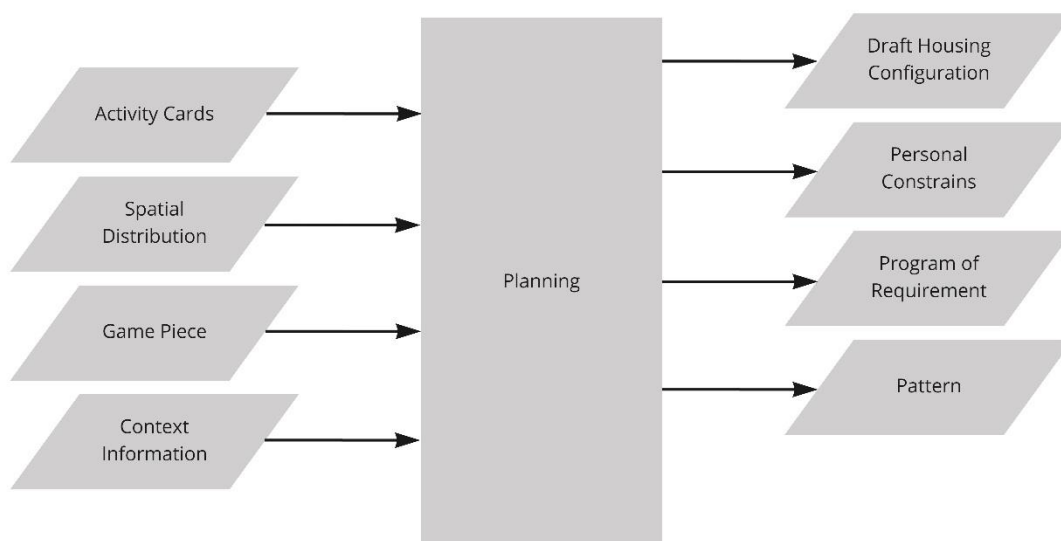 Activity Cards
Spatial
Distribution
Game Piece
Context
Information
Planning
Draft Housing
Configuration
Personal
Constrains
Program of
Requirement
Pattern